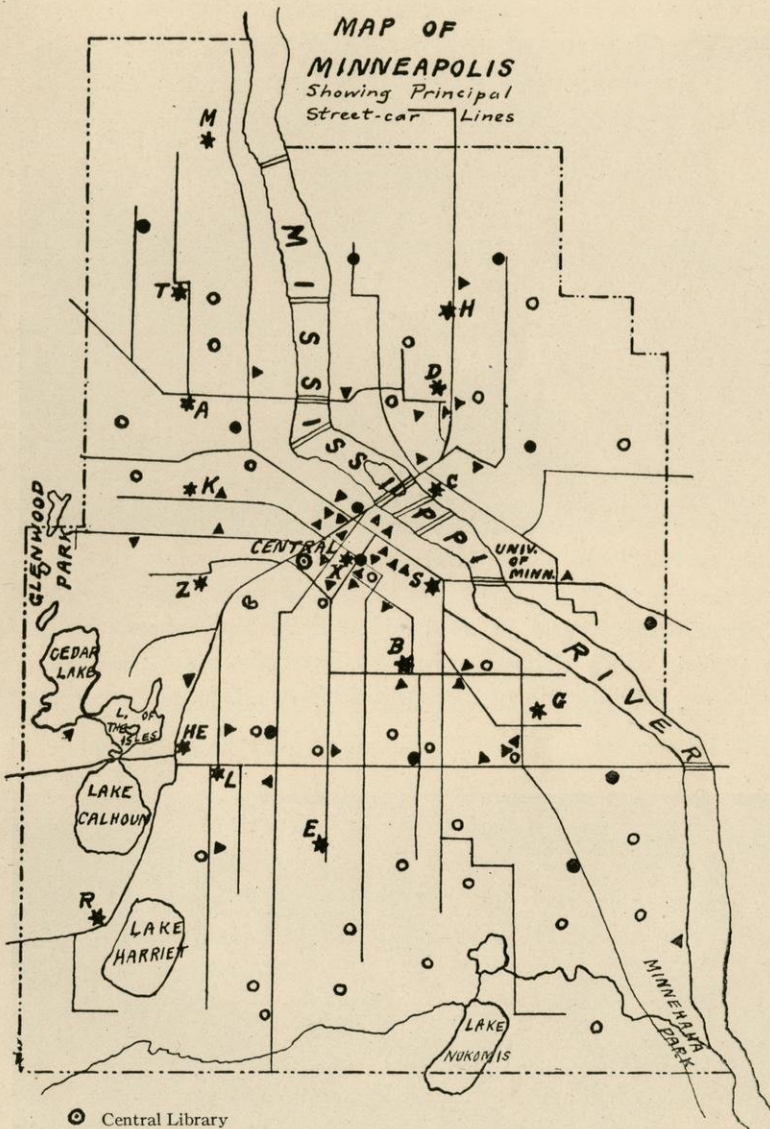 MAP OF
MINNEAPOLIS
Showing Principal
Street-car Lines
M
T
H
D
A
K
C
MISSISSIPPI
RIVER
GLENWOOD
PARK
CENTRAL
X
S
UNIV.
OF
MINN.
Z
B
CEDAR
LAKE
L. OF
THE
ISLES
HE
G
L
LAKE
CALHOUN
E
R
LAKE
HARRIET
MINNEHAHA
PARK
LAKE
NOKOMIS
Central Library